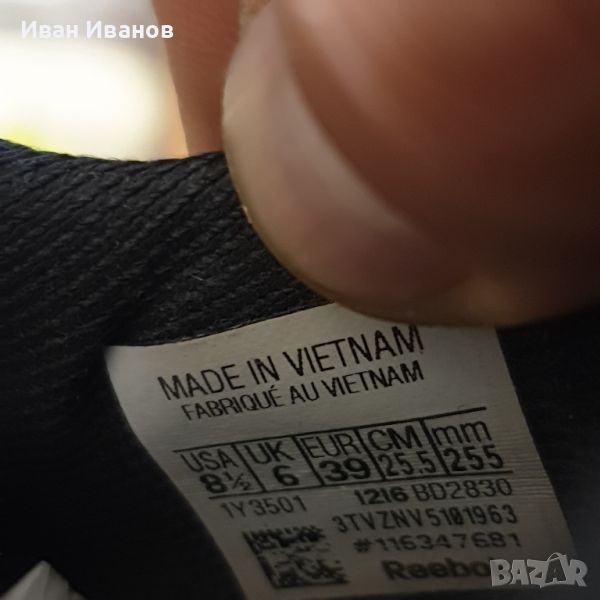 Иван Иванов
MADE IN VIETNAM
FABRIQUÉ AU VIETNAM
USA UK EUR CM mm
8½ 6 39 25.5 255
1Y3501 1216 BD2830
3TVZNV5101963
#116347681
Reebok
BAZAR